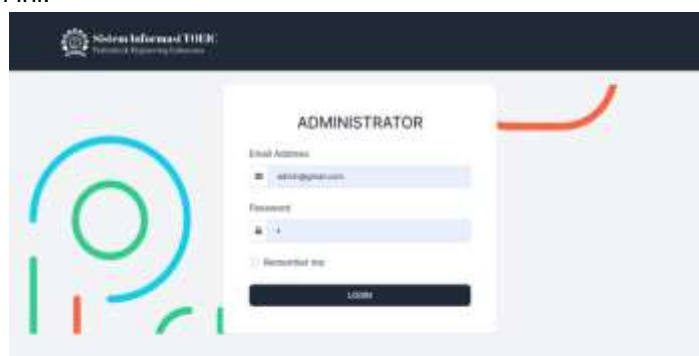 Sistem Informasi TOEIC
ADMINISTRATOR
Email Address
admin@gmail.com
Password
Remember me
LOGIN